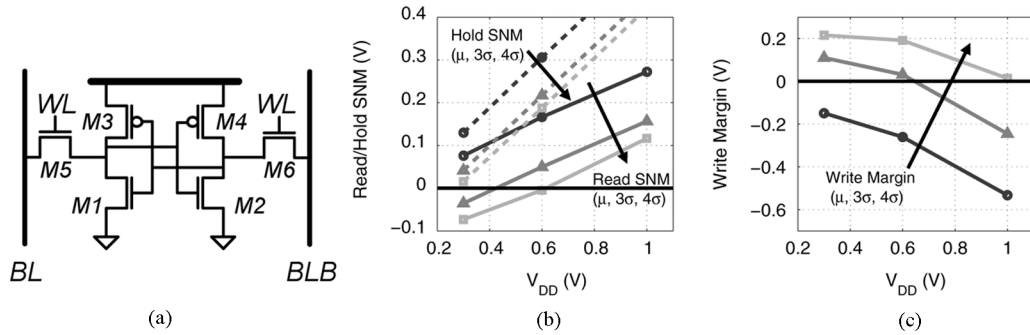 WL
WL
M3
M4
M5
M6
M1
M2
BL
BLB
(a)
Read/Hold SNM (V)
0.4
0.3
0.2
0.1
0
-0.1
0.2
0.4
0.6
0.8
1
V_DD (V)
Hold SNM
(μ, 3σ, 4σ)
Read SNM
(μ, 3σ, 4σ)
(b)
Write Margin (V)
0.2
0
-0.2
-0.4
-0.6
0.2
0.4
0.6
0.8
1
V_DD (V)
Write Margin
(μ, 3σ, 4σ)
(c)